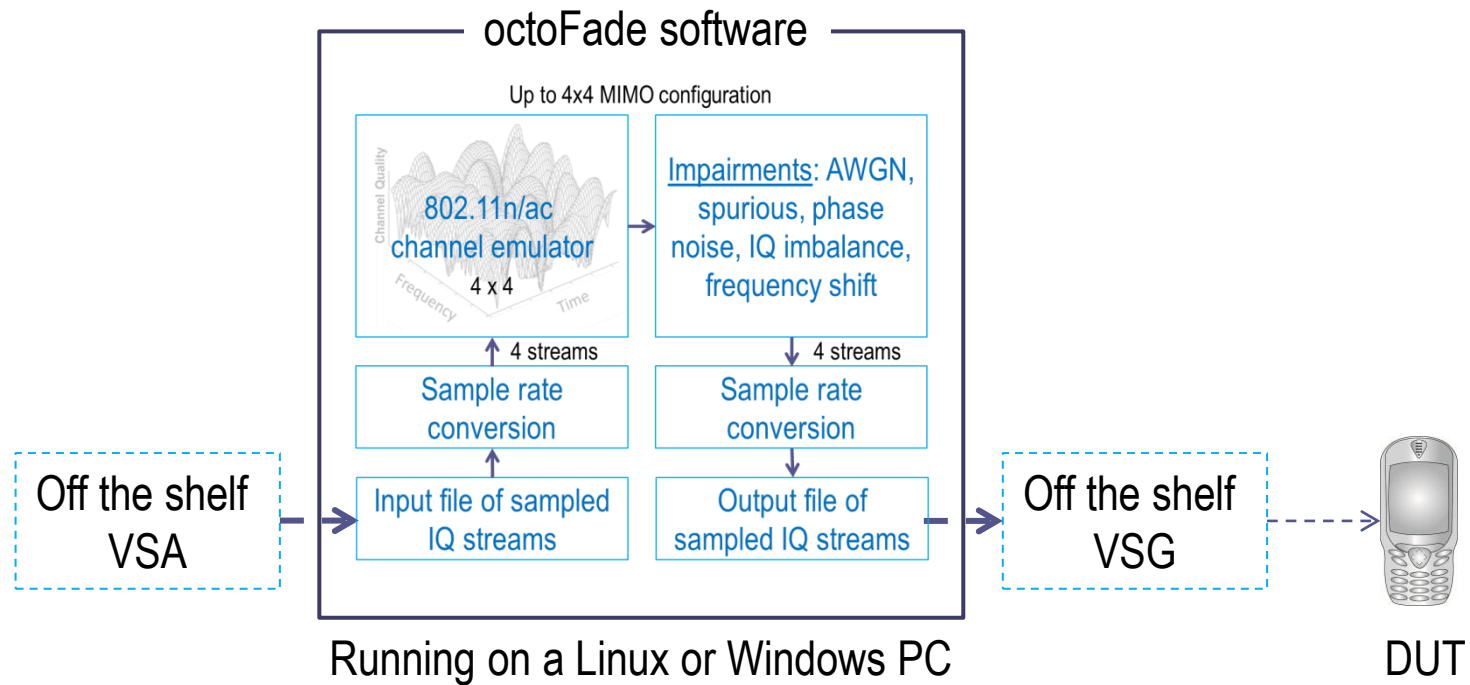 octoFade software
Up to 4x4 MIMO configuration
Channel Quality
Frequency
Time
802.11n/ac
channel emulator
4 x 4
Impairments: AWGN,
spurious, phase
noise, IQ imbalance,
frequency shift
4 streams
4 streams
Sample rate
conversion
Sample rate
conversion
Off the shelf
VSA
Input file of sampled
IQ streams
Output file of
sampled IQ streams
Off the shelf
VSG
Running on a Linux or Windows PC
DUT